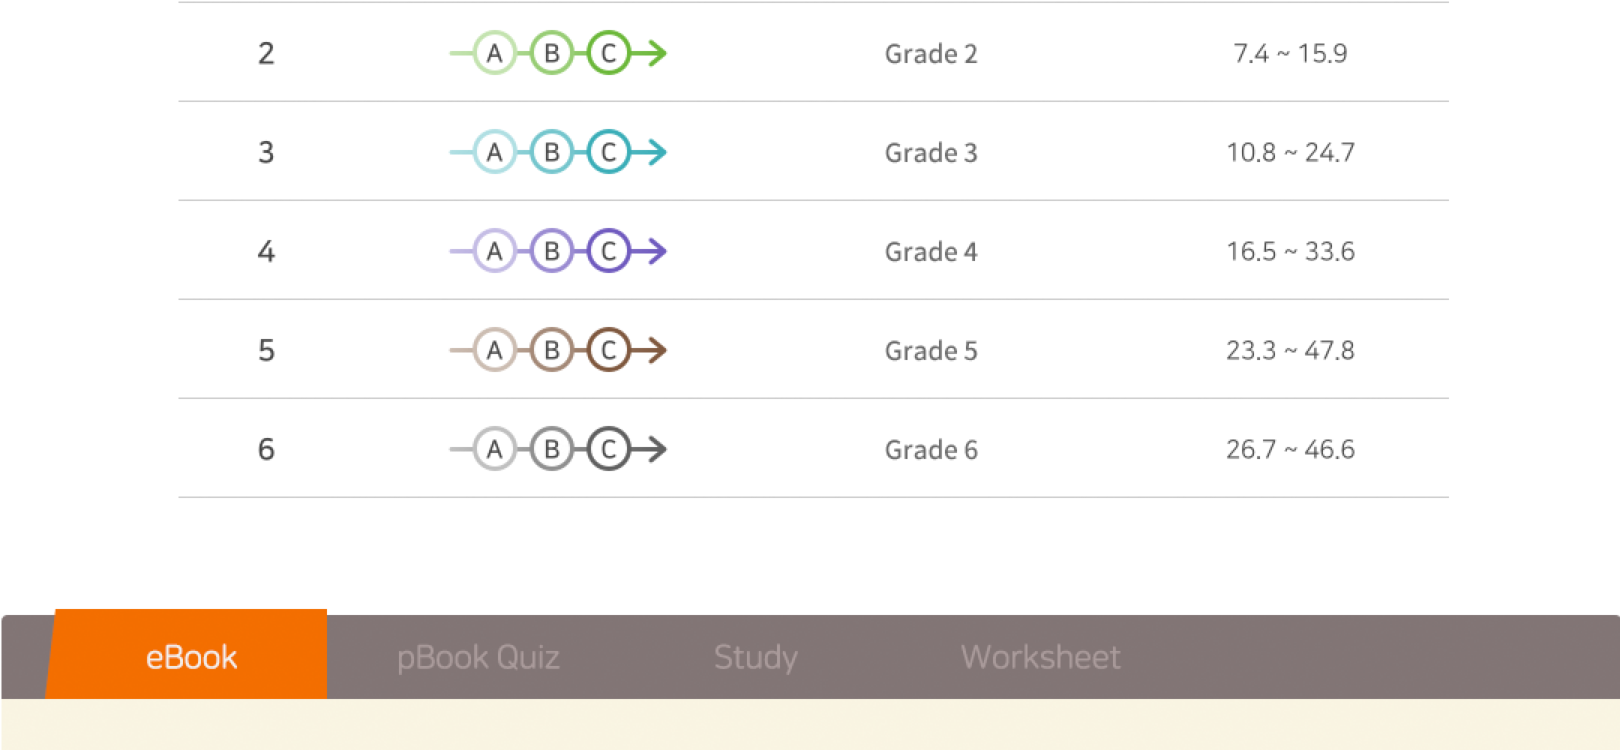 2 A B C Grade 2 7.4 ~ 15.9
3 A B C Grade 3 10.8 ~ 24.7
4 A B C Grade 4 16.5 ~ 33.6
5 A B C Grade 5 23.3 ~ 47.8
6 A B C Grade 6 26.7 ~ 46.6
eBook pBook Quiz Study Worksheet